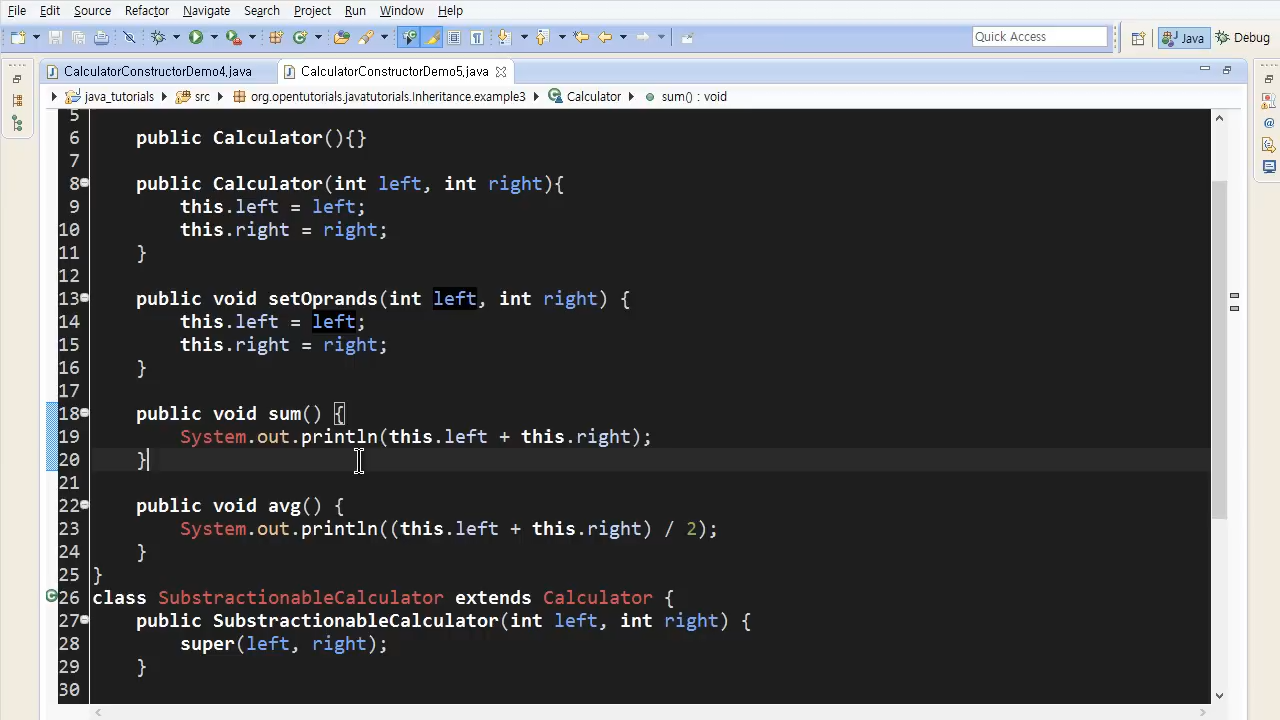 File Edit Source Refactor Navigate Search Project Run Window Help
Quick Access Java Debug
CalculatorConstructorDemo4.java CalculatorConstructorDemo5.java
java_tutorials src org.opentutorials.javatutorials.Inheritance.example3 Calculator sum() : void
5
6 public Calculator(){}
7
8 public Calculator(int left, int right){
9 this.left = left;
10 this.right = right;
11 }
12
13 public void setOprands(int left, int right) {
14 this.left = left;
15 this.right = right;
16 }
17
18 public void sum() {
19 System.out.println(this.left + this.right);
20 }
21
22 public void avg() {
23 System.out.println((this.left + this.right) / 2);
24 }
25 }
26 class SubstractionableCalculator extends Calculator {
27 public SubstractionableCalculator(int left, int right) {
28 super(left, right);
29 }
30